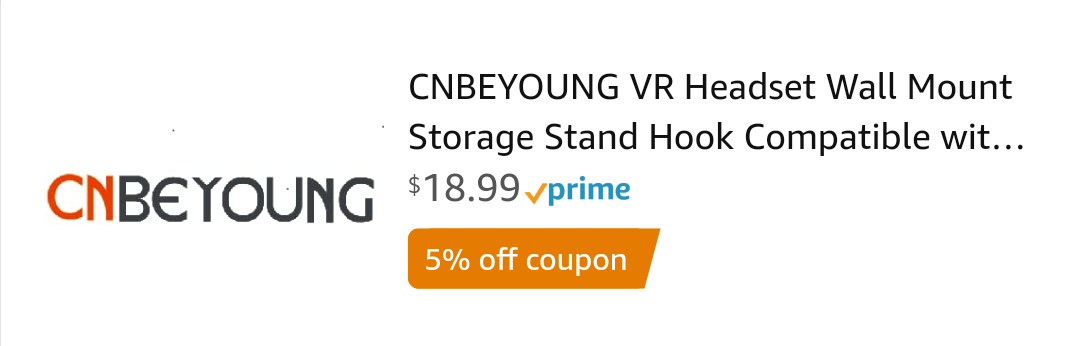 CNBEYOUNG
CNBEYOUNG VR Headset Wall Mount
Storage Stand Hook Compatible wit...
$18.99 prime
5% off coupon